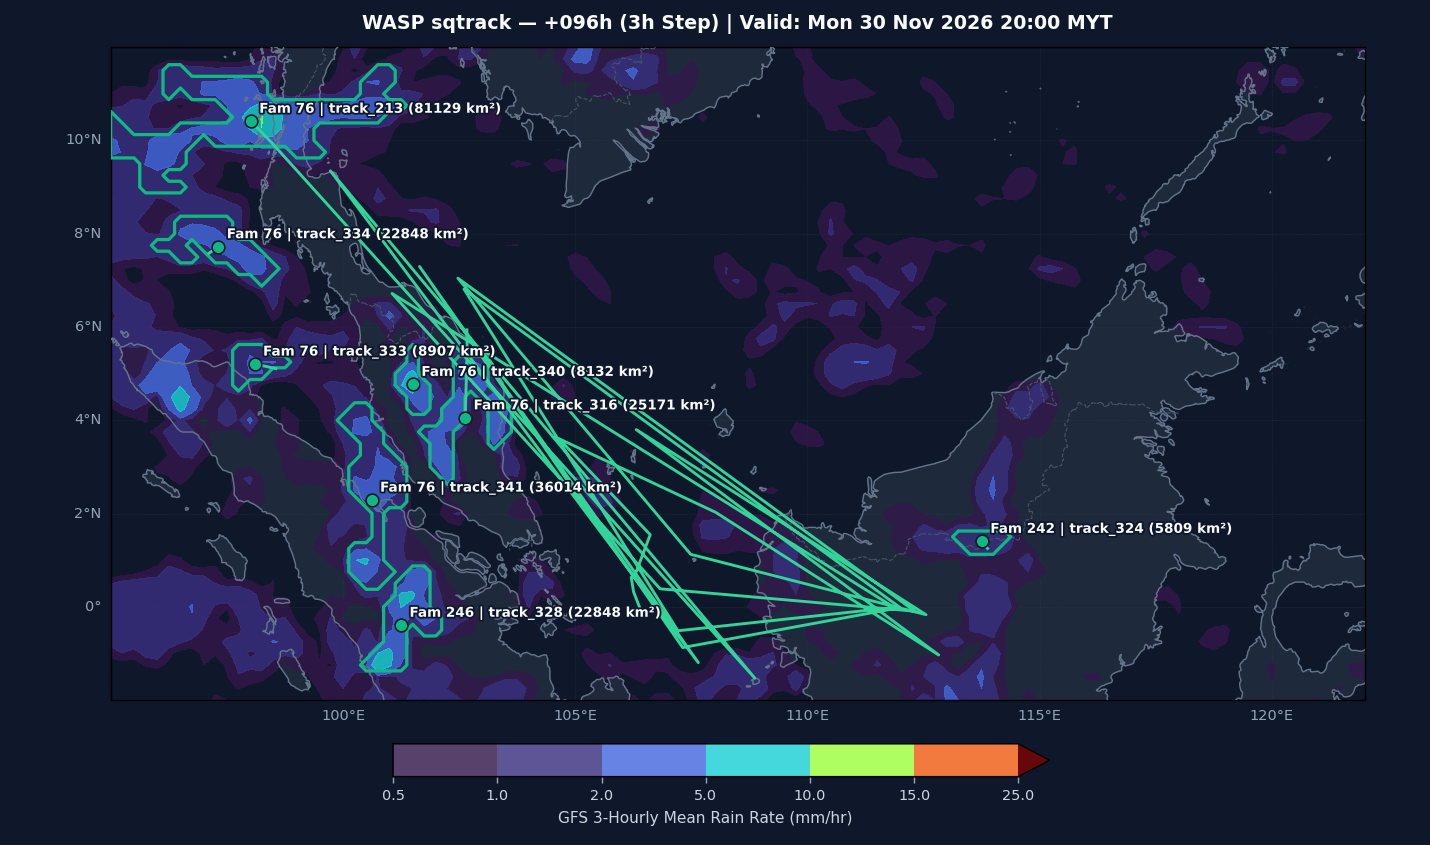 WASP sqtrack — +096h (3h Step) | Valid: Mon 30 Nov 2026 20:00 MYT
Fam 76 | track_213 (81129 km²)
10°N
Fam 76 | track_334 (22848 km²)
8°N
6°N
Fam 76 | track_333 (8907 km²)
Fam 76 | track_340 (8132 km²)
Fam 76 | track_316 (25171 km²)
4°N
Fam 76 | track_341 (36014 km²)
2°N
Fam 242 | track_324 (5809 km²)
0°
Fam 246 | track_328 (22848 km²)
100°E 105°E 110°E 115°E 120°E
0.5 1.0 2.0 5.0 10.0 15.0 25.0
GFS 3-Hourly Mean Rain Rate (mm/hr)